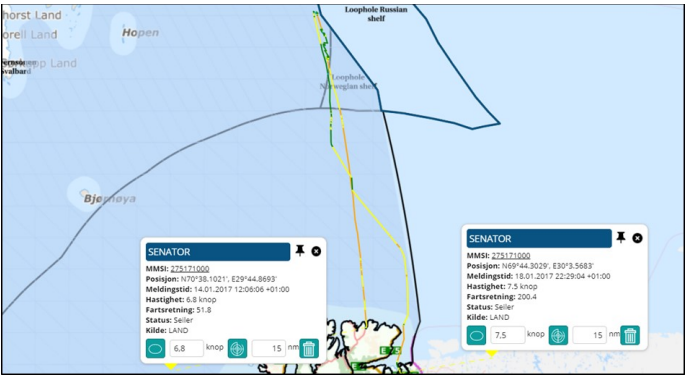 horst Land
orell Land
Hopen
Svalbard
app Land
Loophole Russian
shelf
Loophole
Norwegian shelf
Bjørnøya
SENATOR
MMSI: 275171000
Posisjon: N70°38.1021', E29°44.8693'
Meldingstid: 14.01.2017 12:06:06 +01:00
Hastighet: 6.8 knop
Fartsretning: 51.8
Status: Seiler
Kilde: LAND
6,8 knop 15 nm
SENATOR
MMSI: 275171000
Posisjon: N69°44.3029', E30°3.5683'
Meldingstid: 18.01.2017 22:29:04 +01:00
Hastighet: 7.5 knop
Fartsretning: 200.4
Status: Seiler
Kilde: LAND
7,5 knop 15 nm
E75